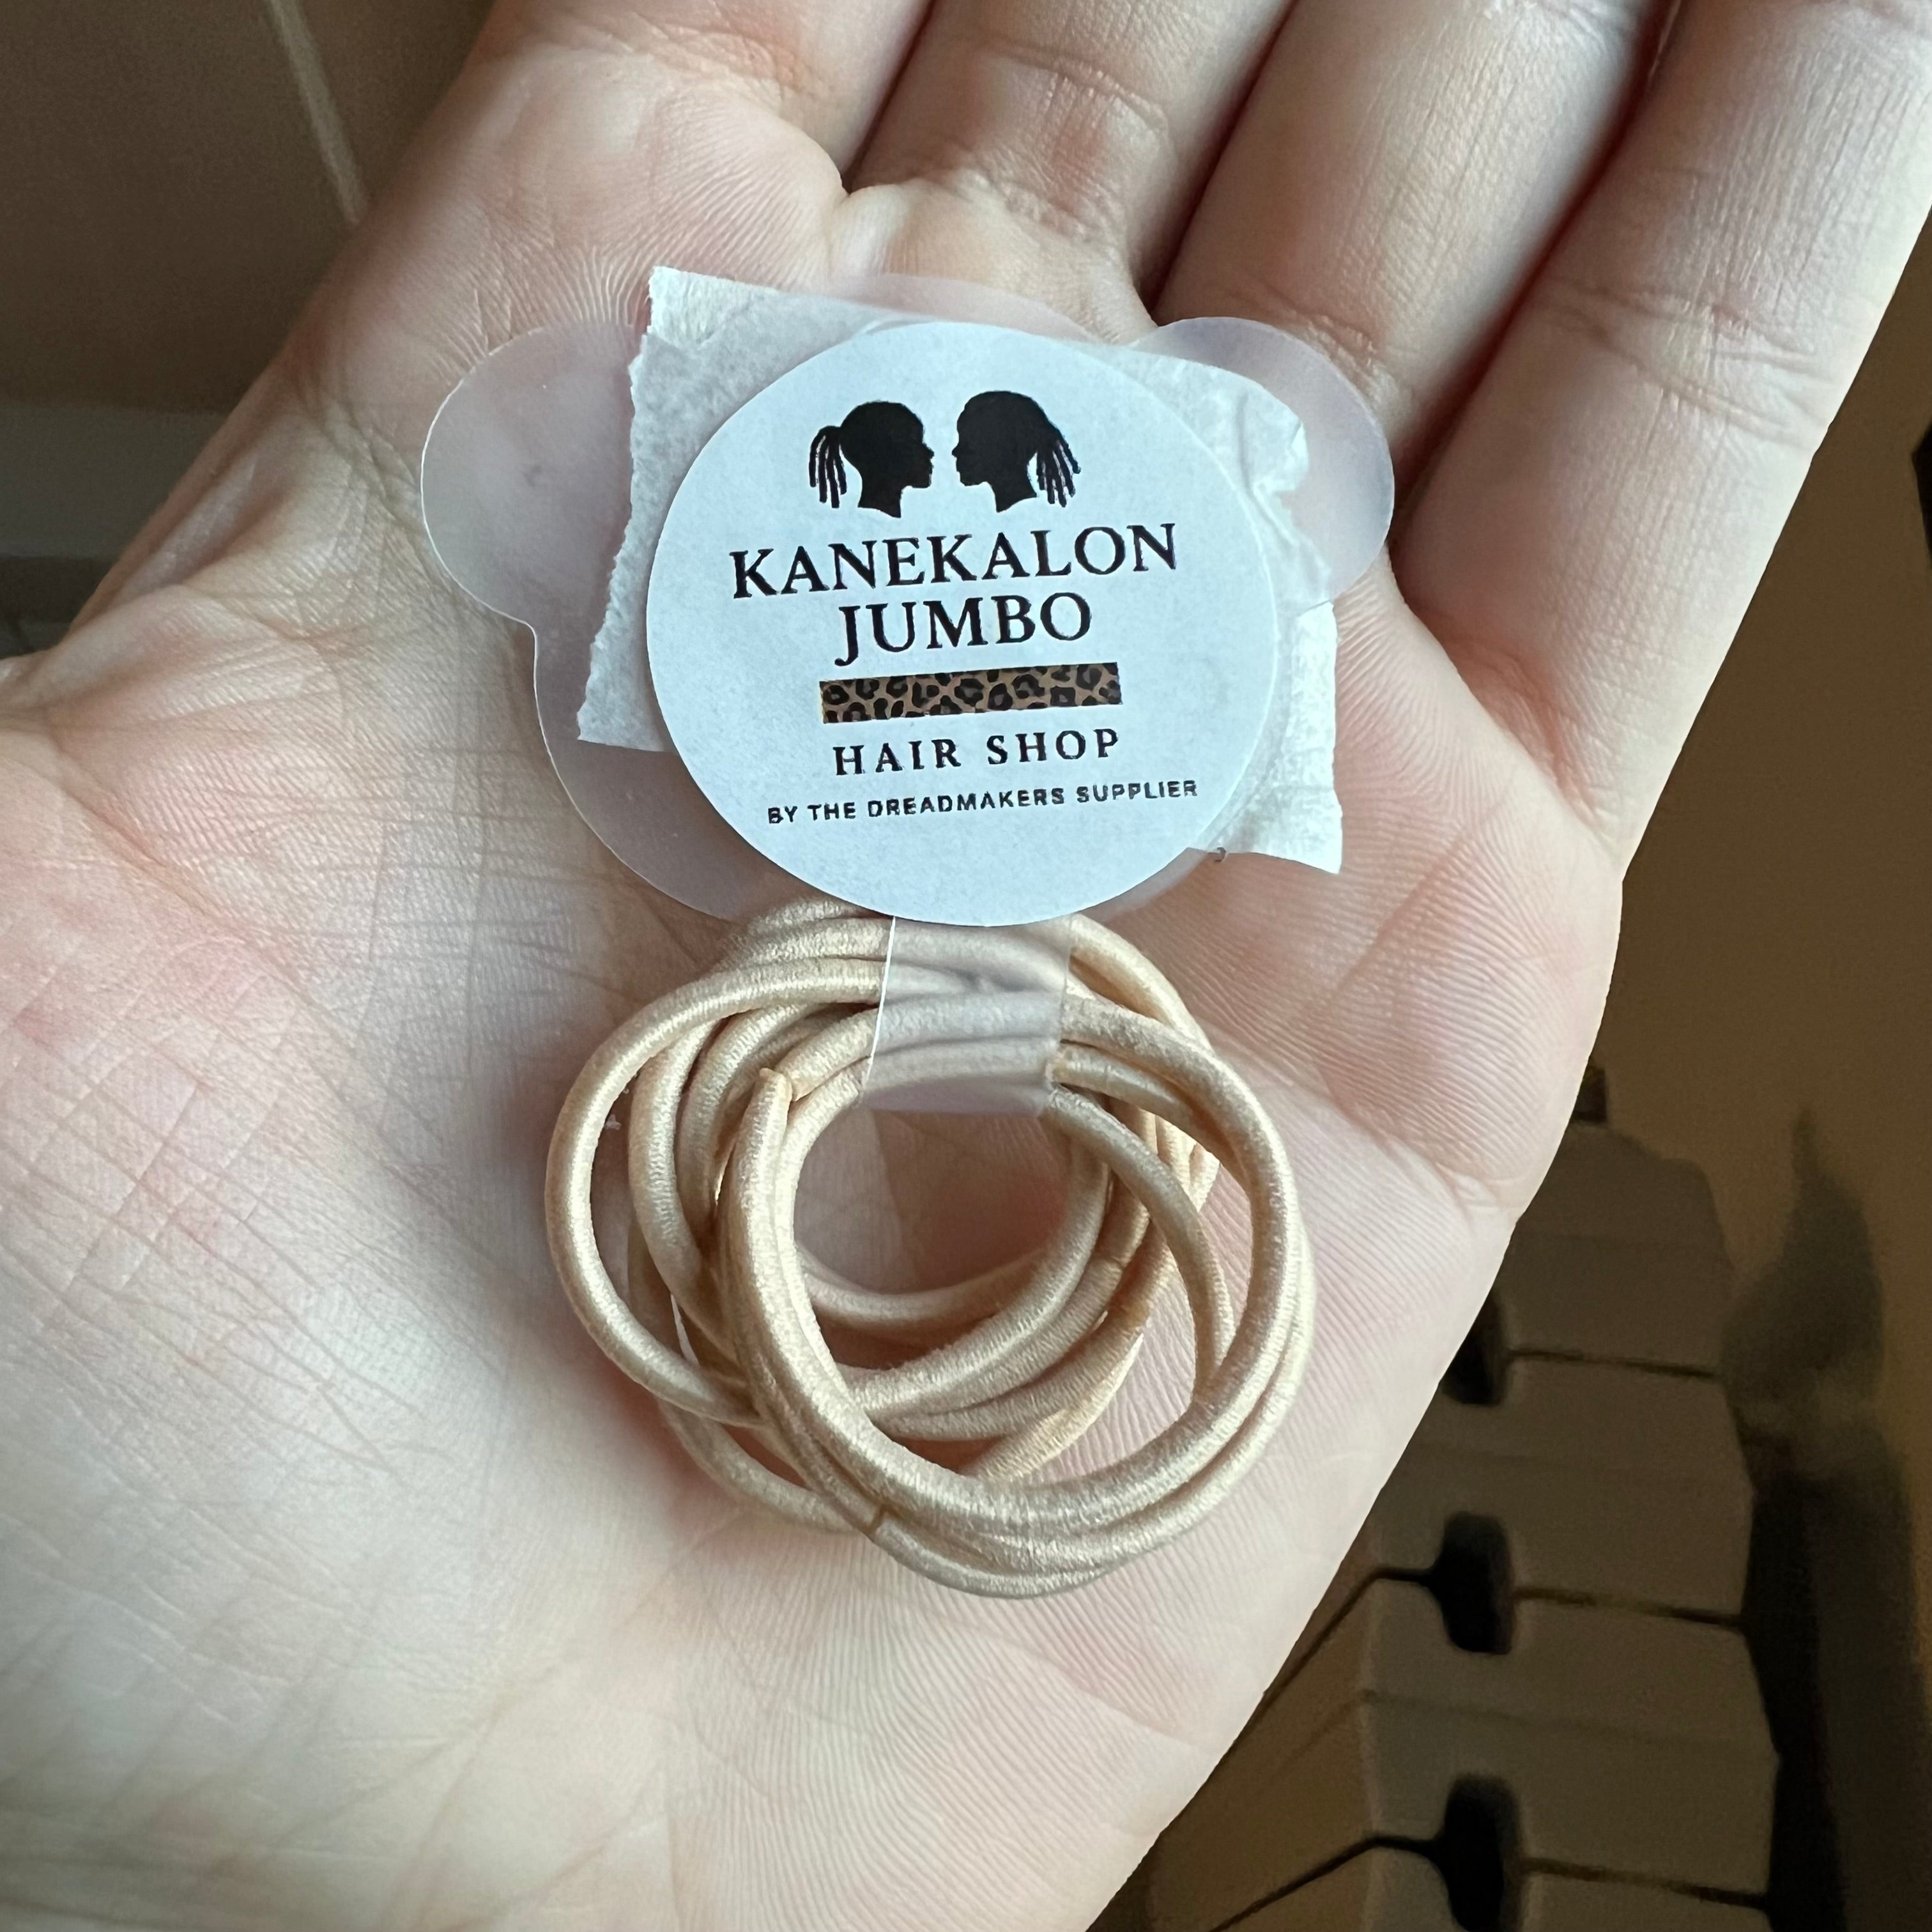 KANEKALON
JUMBO
HAIR SHOP
BY THE DREADMAKERS SUPPLIER